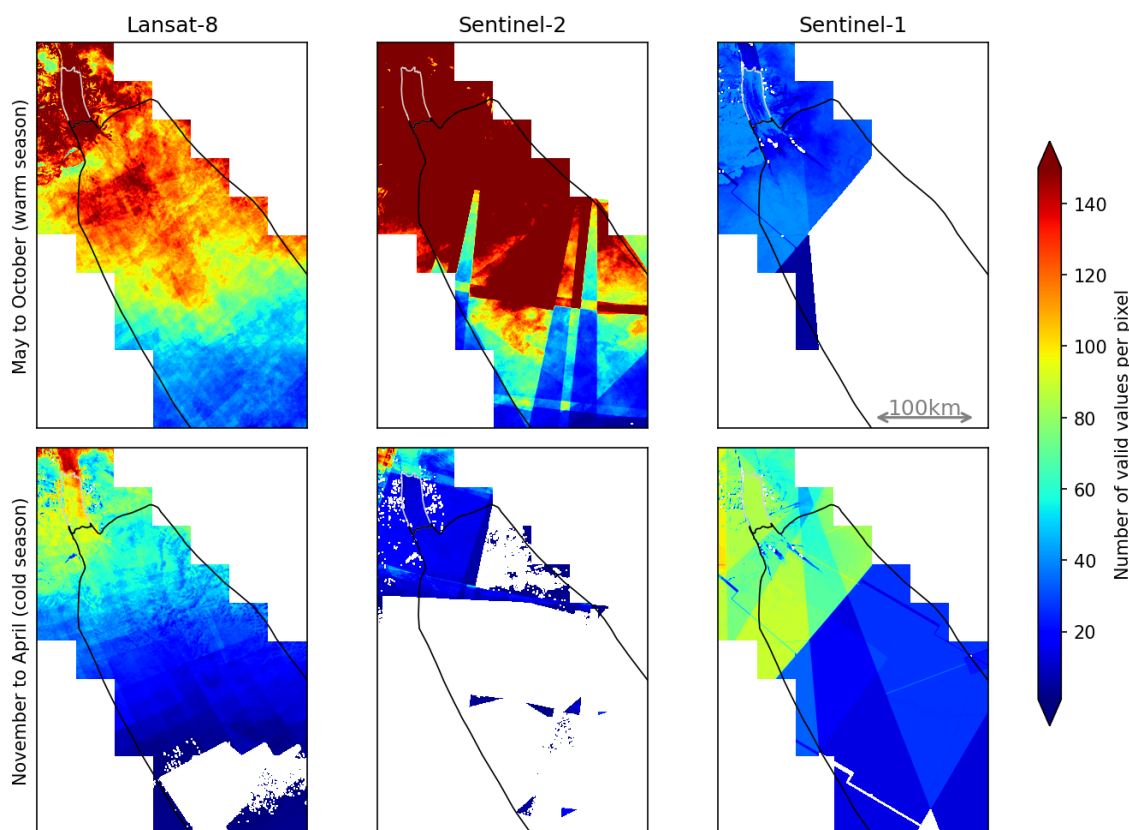 Lansat-8
Sentinel-2
Sentinel-1
May to October (warm season)
100km
November to April (cold season)
140
120
100
80
60
40
20
Number of valid values per pixel